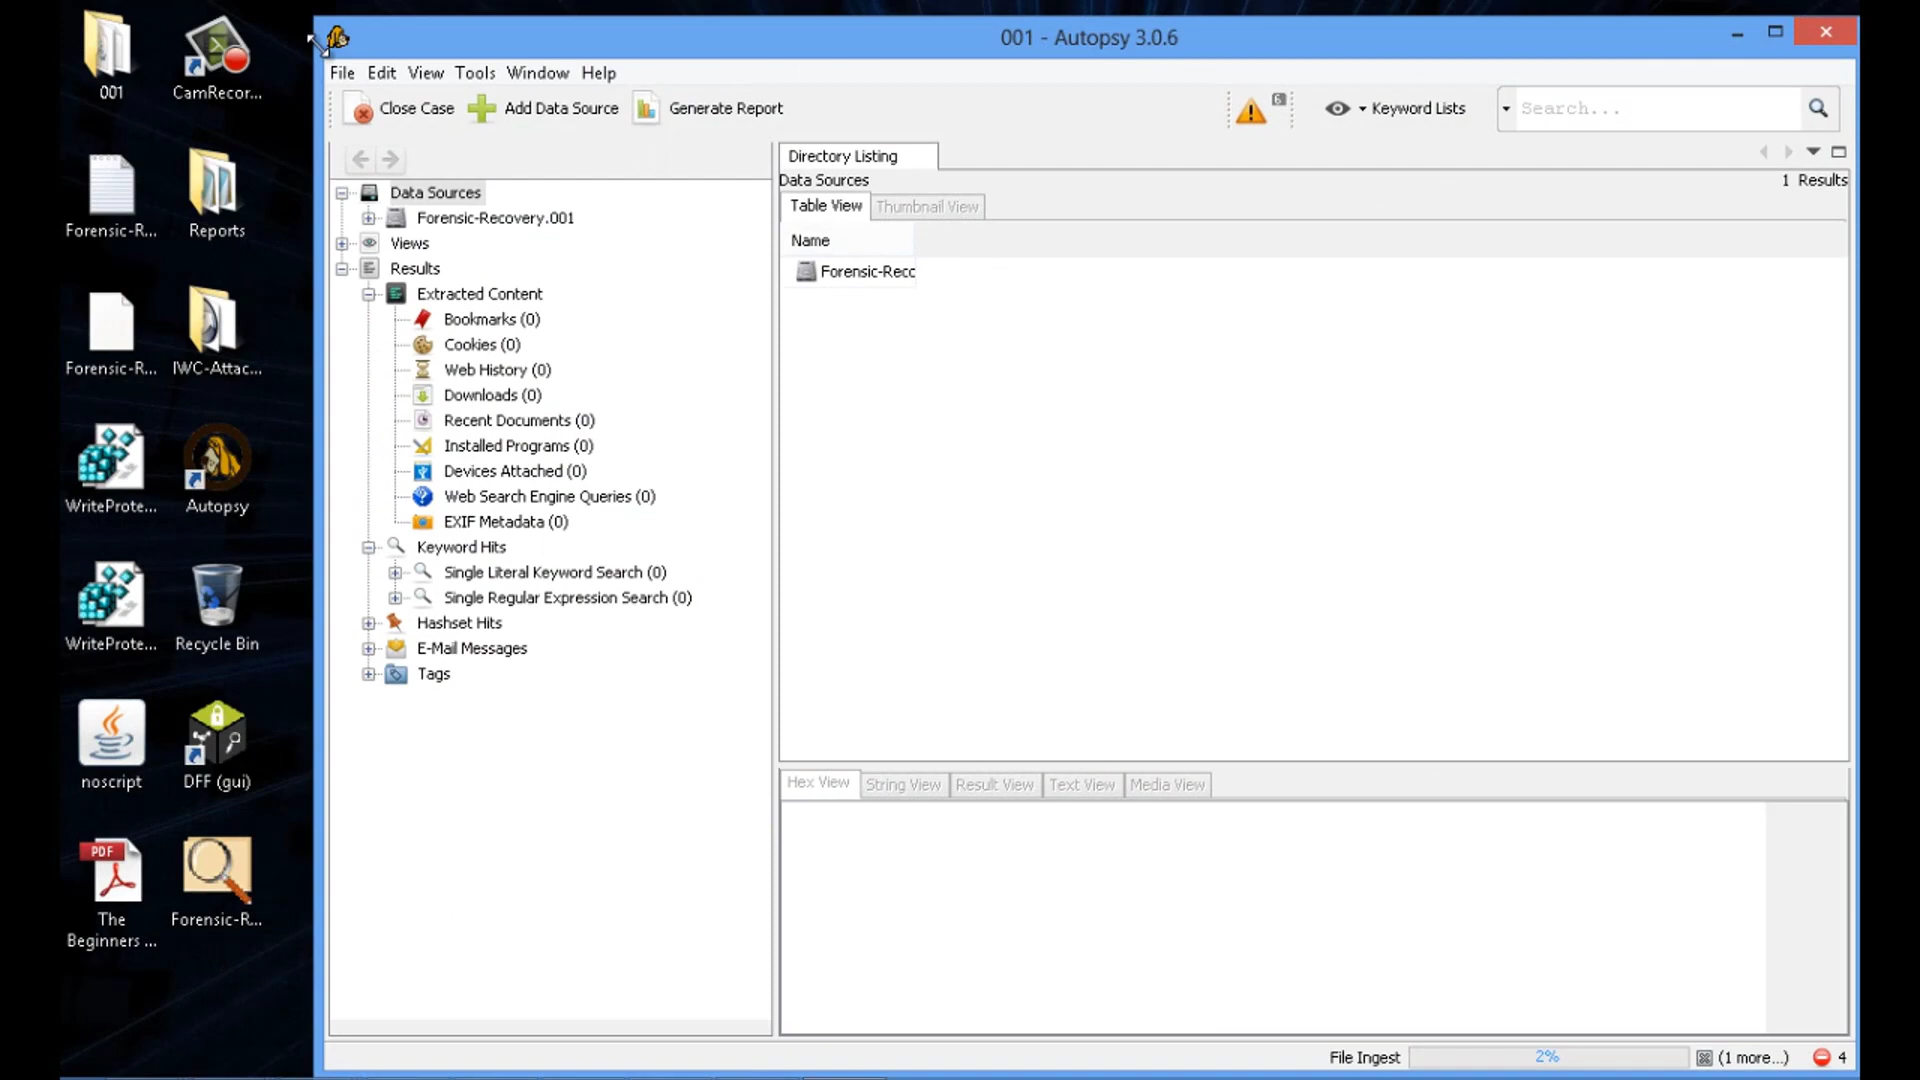 001
CamRecor...
Forensic-R...
Reports
Forensic-R...
IWC-Attac...
WriteProte...
Autopsy
WriteProte...
Recycle Bin
noscript
DFF (gui)
PDF
The
Beginners ...
Forensic-R...
001 - Autopsy 3.0.6
File Edit View Tools Window Help
Close Case Add Data Source Generate Report
6
Keyword Lists
Search...
Data Sources
Forensic-Recovery.001
Views
Results
Extracted Content
Bookmarks (0)
Cookies (0)
Web History (0)
Downloads (0)
Recent Documents (0)
Installed Programs (0)
Devices Attached (0)
Web Search Engine Queries (0)
EXIF Metadata (0)
Keyword Hits
Single Literal Keyword Search (0)
Single Regular Expression Search (0)
Hashset Hits
E-Mail Messages
Tags
Directory Listing
Data Sources
1 Results
Table View Thumbnail View
Name
Forensic-Recc
Hex View String View Result View Text View Media View
File Ingest 2% (1 more...) 4